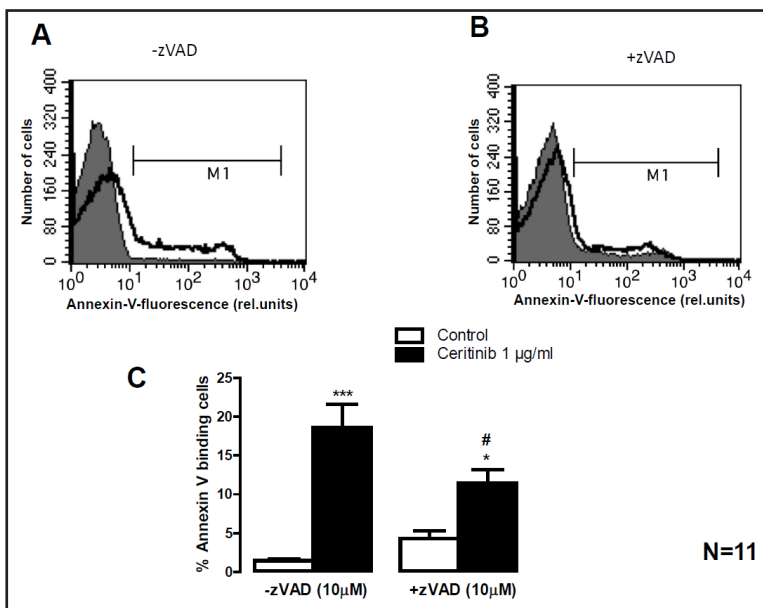 A
-zVAD
Number of cells
400
320
240
160
80
0
M1
10^0 10^1 10^2 10^3 10^4
Annexin-V-fluorescence (rel.units)
B
+zVAD
Number of cells
400
320
240
160
80
0
M1
10^0 10^1 10^2 10^3 10^4
Annexin-V-fluorescence (rel.units)
Control
Ceritinib 1 µg/ml
C
% Annexin V binding cells
25
20
15
10
5
0
***
#
*
-zVAD (10µM) +zVAD (10µM)
N=11